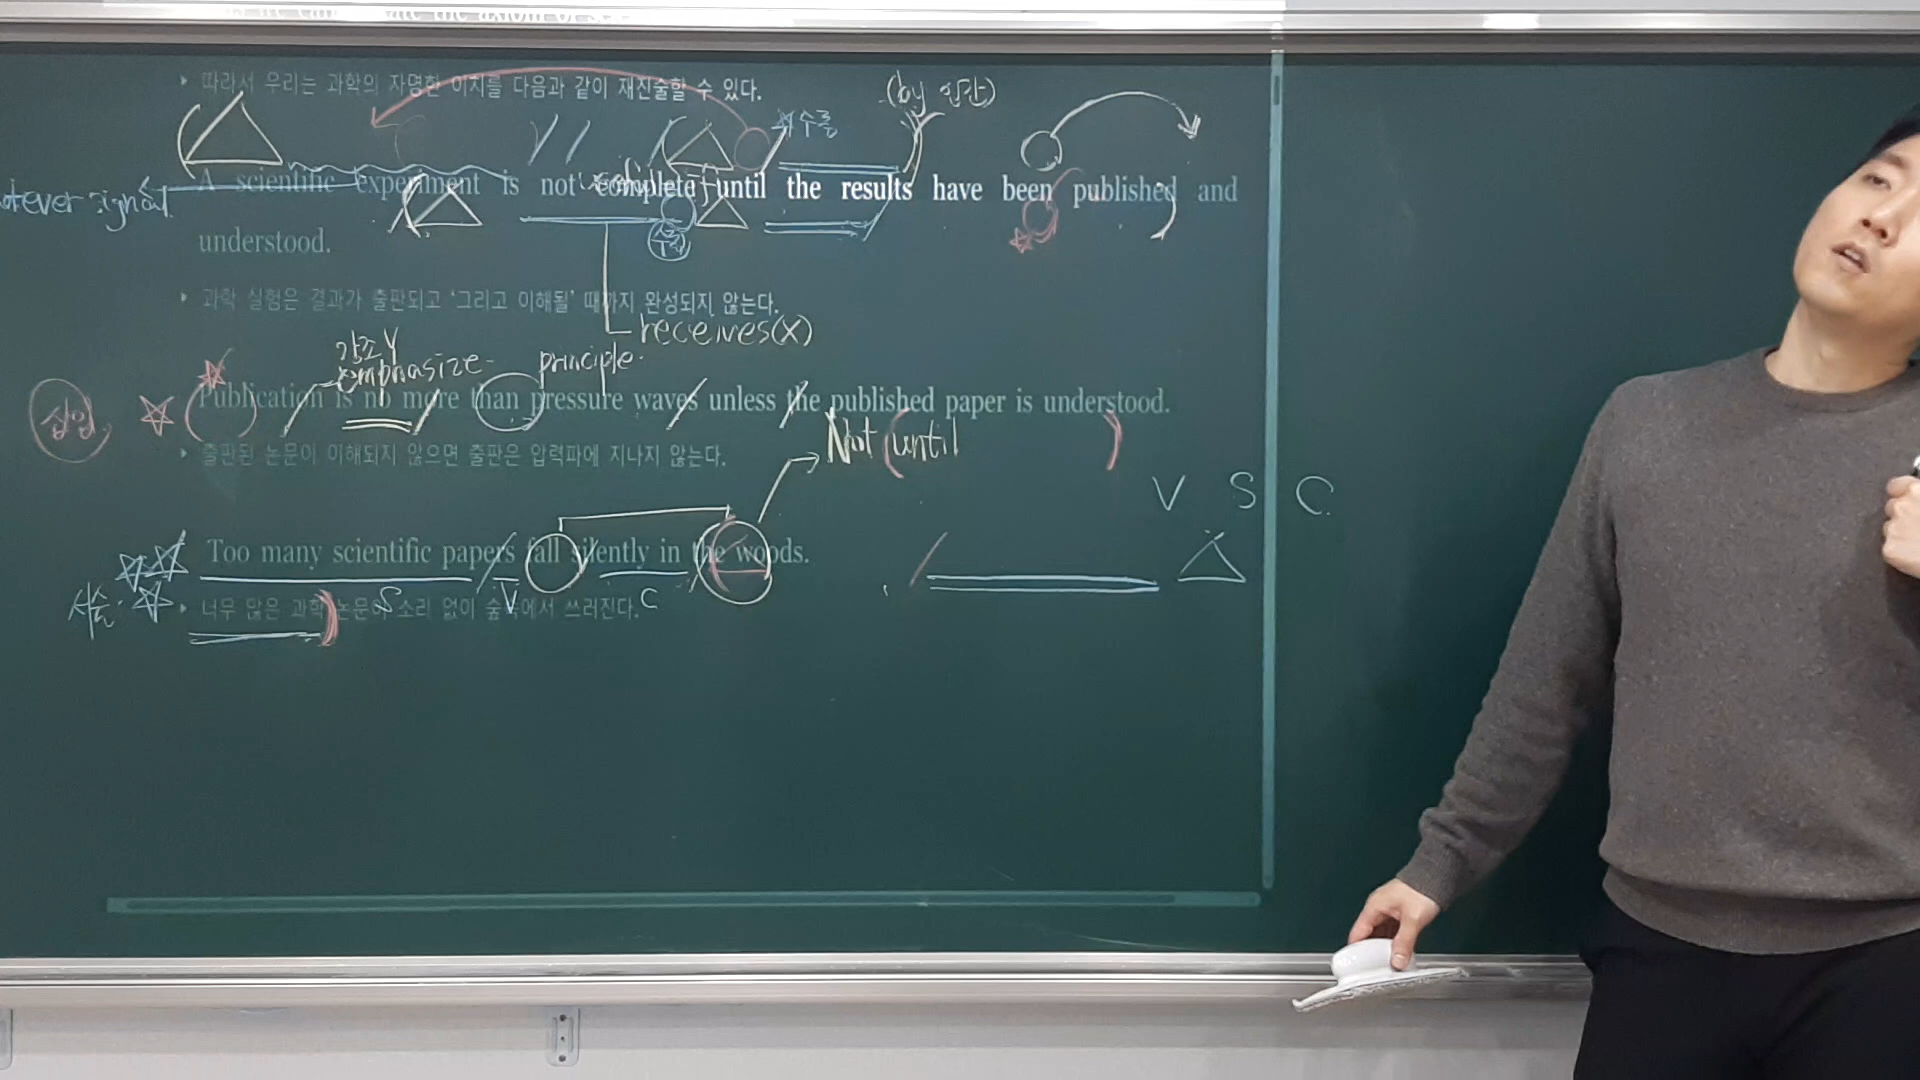 따라서 우리는 과학의 자명한 이치를 다음과 같이 재진술할 수 있다.
(by 인간)
수동
A scientific experiment is not complete until the results have been published and
understood.
signal
과학 실험은 결과가 출판되고 ‘그리고 이해될’ 때까지 완성되지 않는다.
receives(X)
강조
emphasize
principle
Publication is no more than pressure waves unless the published paper is understood.
삽입
Not until
출판된 논문이 이해되지 않으면 출판은 압력파에 지나지 않는다.
V S C
Too many scientific papers fall silently in the woods.
서술
너무 많은 과학 논문이 소리 없이 숲속에서 쓰러진다.
S V C